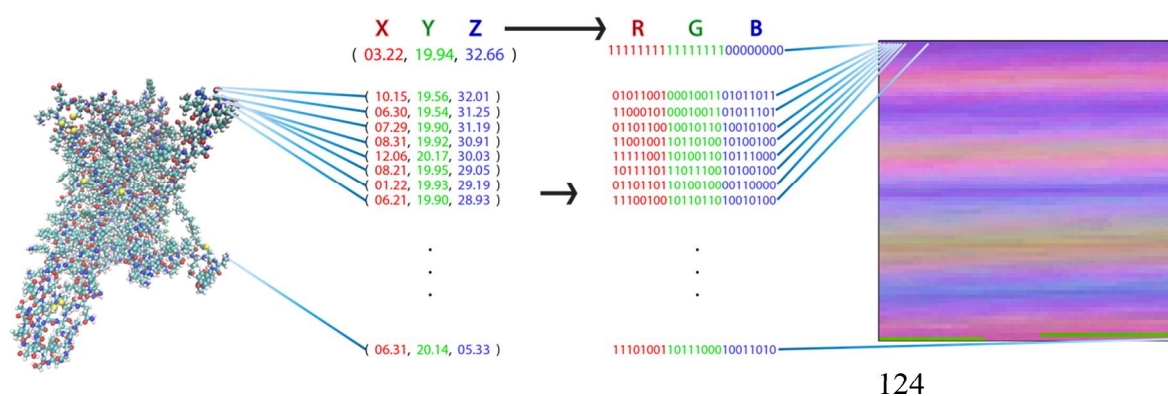 X Y Z R G B
( 03.22, 19.94, 32.66 ) 111111111111111100000000
( 10.15, 19.56, 32.01 ) 010110010001001101011011
( 06.30, 19.54, 31.25 ) 110001010001001101011101
( 07.29, 19.90, 31.19 ) 011011001001011010010100
( 08.31, 19.92, 30.91 ) 110010011001011010100100
( 12.06, 20.17, 30.03 ) 111110011010011010111000
( 08.21, 19.95, 29.05 ) 101111011101110010100100
( 01.22, 19.93, 29.19 ) 011011011010010000110000
( 06.21, 19.90, 28.93 ) 111001001011011010010100
( 06.31, 20.14, 05.33 ) 111010011011100010011010
124